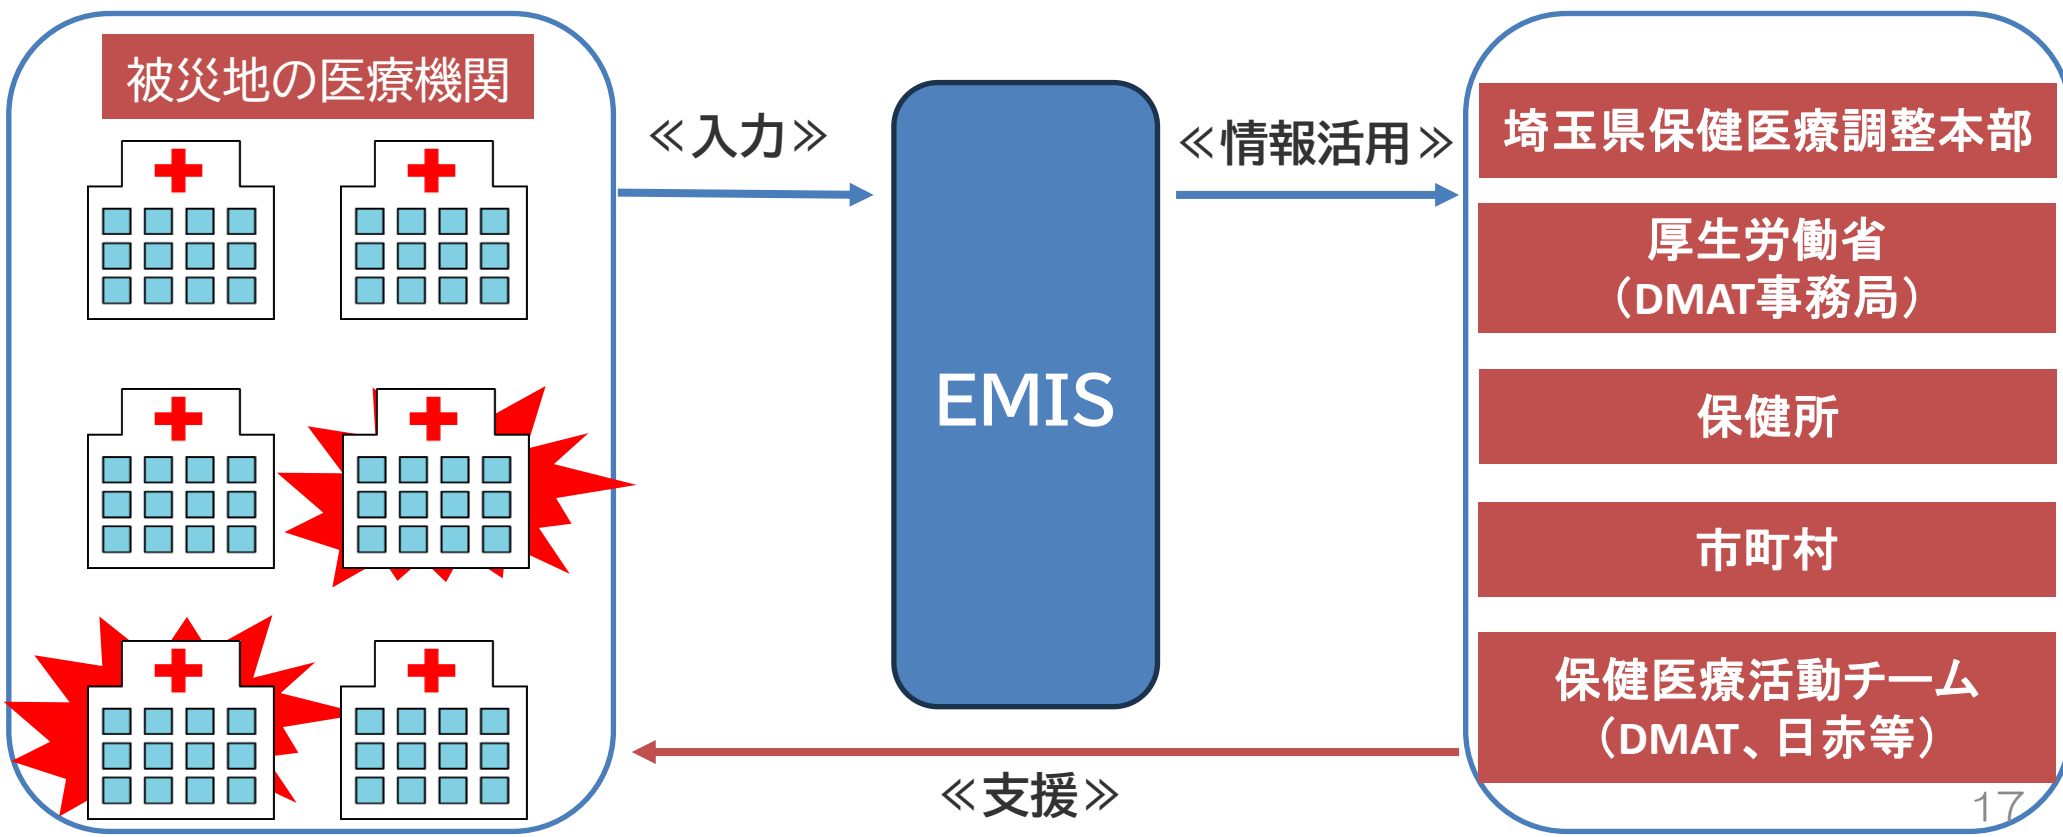 被災地の医療機関
≪入力≫
EMIS
≪情報活用≫
埼玉県保健医療調整本部
厚生労働省
（DMAT事務局）
保健所
市町村
保健医療活動チーム
（DMAT、日赤等）
≪支援≫
17